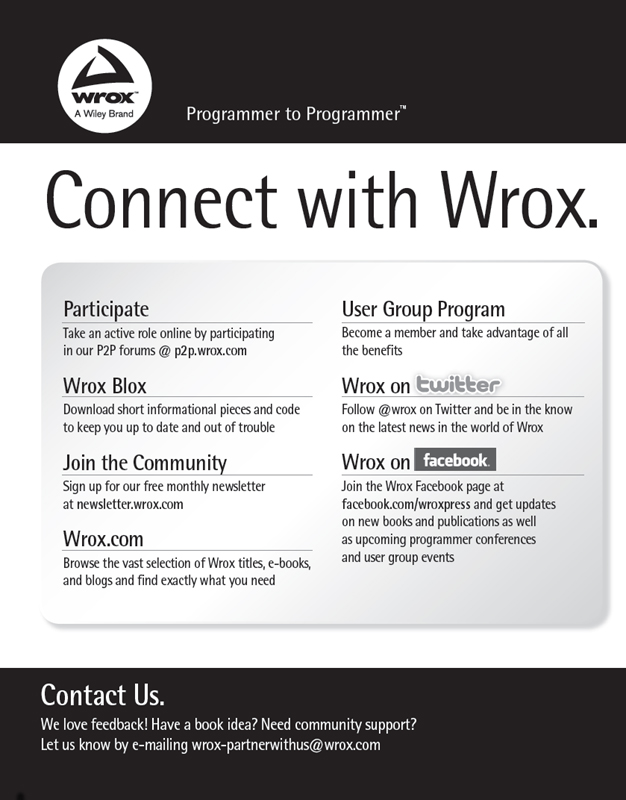 wrox™
A Wiley Brand
Programmer to Programmer™
Connect with Wrox.
Participate
Take an active role online by participating
in our P2P forums @ p2p.wrox.com
Wrox Blox
Download short informational pieces and code
to keep you up to date and out of trouble
Join the Community
Sign up for our free monthly newsletter
at newsletter.wrox.com
Wrox.com
Browse the vast selection of Wrox titles, e-books,
and blogs and find exactly what you need
User Group Program
Become a member and take advantage of all
the benefits
Wrox on twitter
Follow @wrox on Twitter and be in the know
on the latest news in the world of Wrox
Wrox on facebook.
Join the Wrox Facebook page at
facebook.com/wroxpress and get updates
on new books and publications as well
as upcoming programmer conferences
and user group events
Contact Us.
We love feedback! Have a book idea? Need community support?
Let us know by e-mailing wrox-partnerwithus@wrox.com